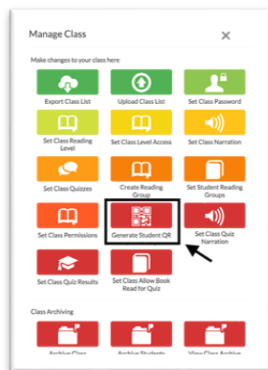 Manage Class
Make changes to your class here
Export Class List
Upload Class List
Set Class Password
Set Class Reading
Level
Set Class Level Access
Set Class Narration
Set Class Quizzes
Create Reading
Group
Set Student Reading
Groups
Set Class Permissions
Generate Student QR
Set Class Quiz
Narration
Set Class Quiz Results
Set Class Allow Book
Read for Quiz
Class Archiving
Archive Class
Archive Students
View Class Archive